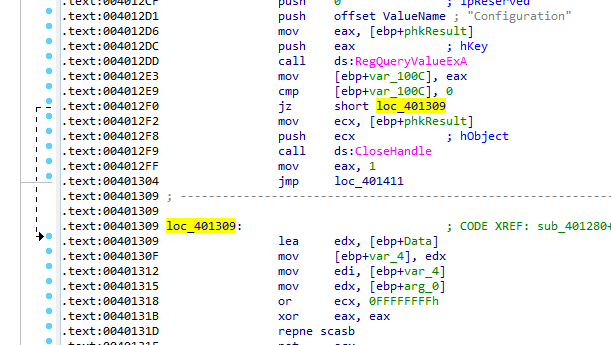 .text:004012CF push 0 ; lpReserved
.text:004012D1 push offset ValueName ; "Configuration"
.text:004012D6 mov eax, [ebp+phkResult]
.text:004012DC push eax ; hKey
.text:004012DD call ds:RegQueryValueExA
.text:004012E3 mov [ebp+var_100C], eax
.text:004012E9 cmp [ebp+var_100C], 0
.text:004012F0 jz short loc_401309
.text:004012F2 mov ecx, [ebp+phkResult]
.text:004012F8 push ecx ; hObject
.text:004012F9 call ds:CloseHandle
.text:004012FF mov eax, 1
.text:00401304 jmp loc_401411
.text:00401309 ; ---------------------------------------------------------------
.text:00401309
.text:00401309 loc_401309: ; CODE XREF: sub_401280+
.text:00401309 lea edx, [ebp+Data]
.text:0040130F mov [ebp+var_4], edx
.text:00401312 mov edi, [ebp+var_4]
.text:00401315 mov edx, [ebp+arg_0]
.text:00401318 or ecx, 0FFFFFFFFh
.text:0040131B xor eax, eax
.text:0040131D repne scasb
.text:0040131F not ecx